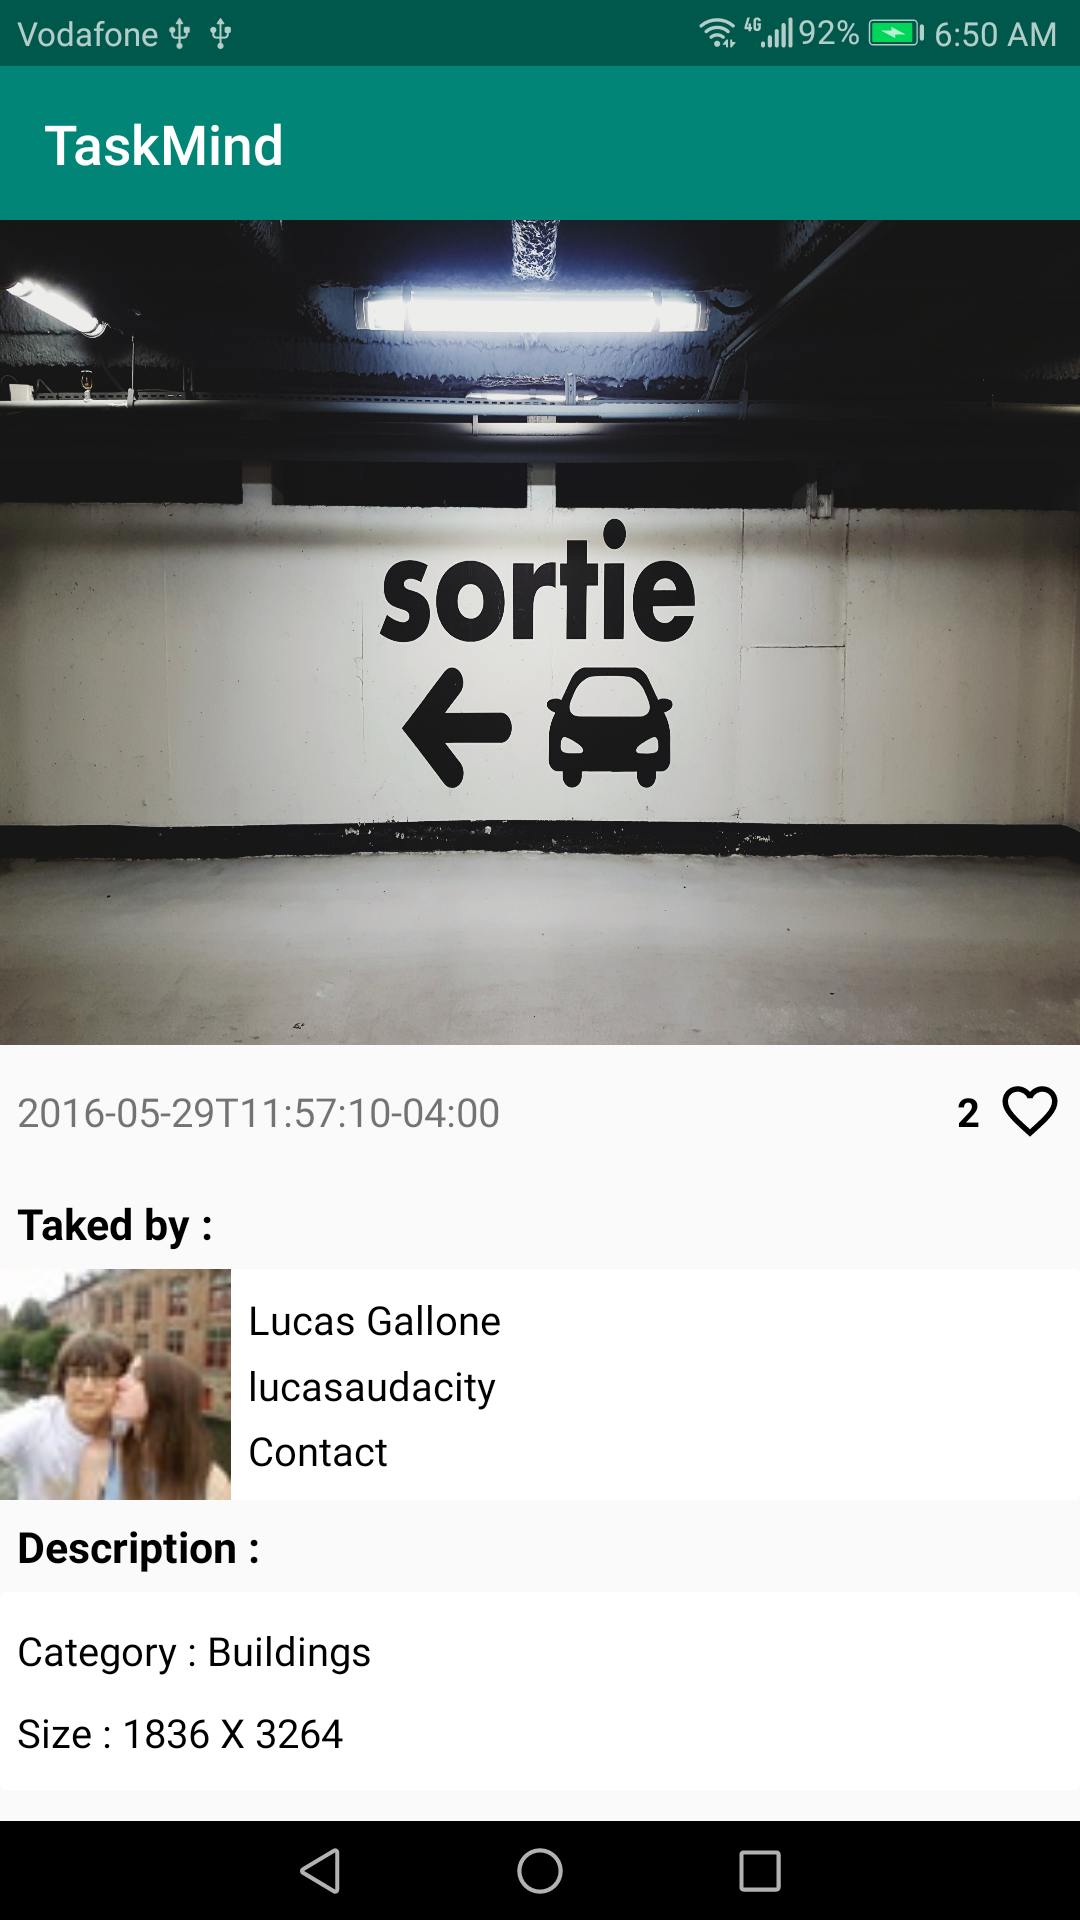 Vodafone 4G 92% 6:50 AM
TaskMind
sortie
2016-05-29T11:57:10-04:00 2
Taked by :
Lucas Gallone
lucasaudacity
Contact
Description :
Category : Buildings
Size : 1836 X 3264